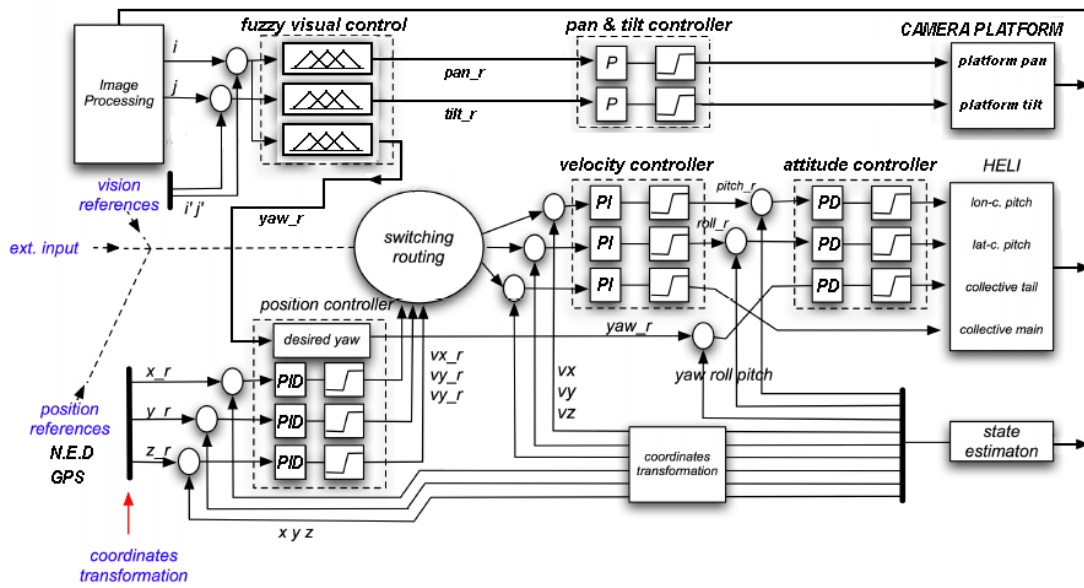 fuzzy visual control
pan & tilt controller
CAMERA PLATFORM
Image
Processing
i
j
pan_r
tilt_r
P
P
platform pan
platform tilt
vision
references
i' j'
yaw_r
ext. input
switching
routing
velocity controller
attitude controller
HELI
pitch_r
roll_r
PI
PI
PI
PD
PD
PD
lon-c. pitch
lat-c. pitch
collective tail
collective main
position controller
desired yaw
yaw_r
yaw roll pitch
x_r
y_r
z_r
PID
PID
PID
vx_r
vy_r
vy_r
vx
vy
vz
position
references
N.E.D
GPS
coordinates
transformation
state
estimaton
x y z
coordinates
transformation